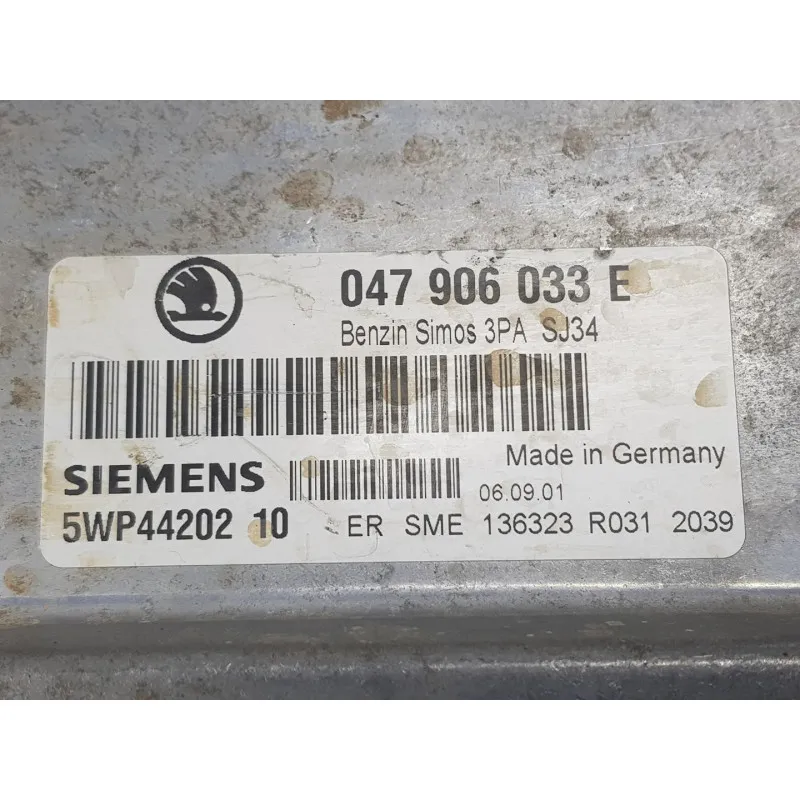 047 906 033 E
Benzin Simos 3PA SJ34
SIEMENS
Made in Germany
06.09.01
5WP44202 10
ER SME 136323 R031 2039